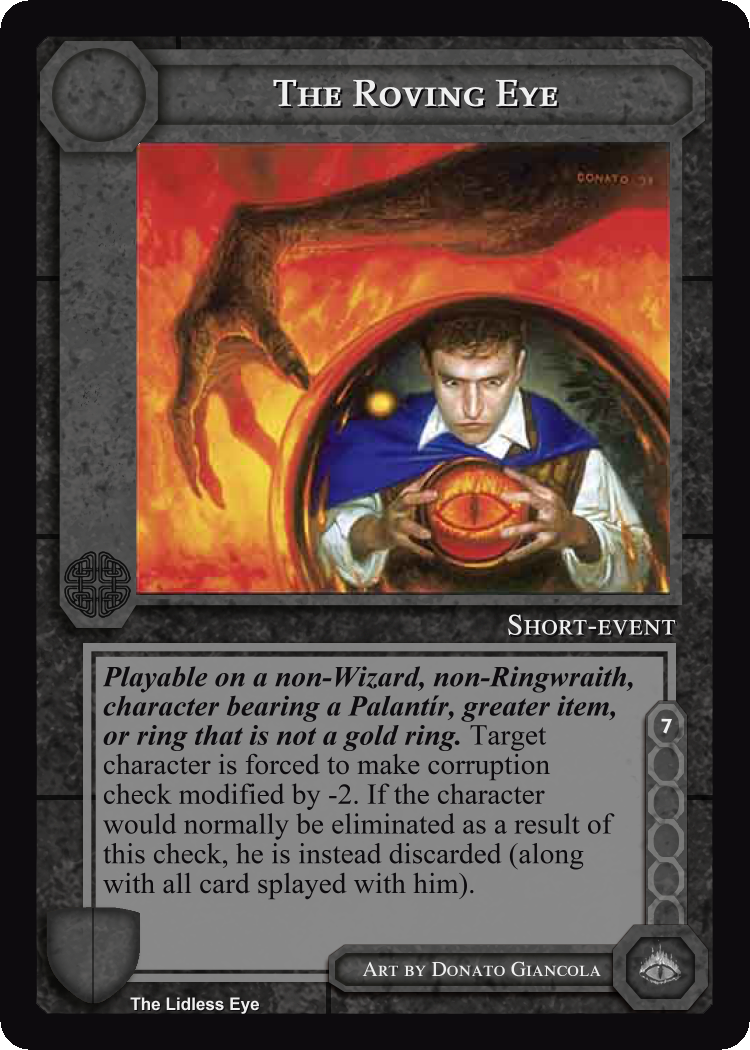 The Roving Eye
DONATO 98
Short-event
Playable on a non-Wizard, non-Ringwraith,
character bearing a Palantír, greater item,
or ring that is not a gold ring. Target
character is forced to make corruption
check modified by -2. If the character
would normally be eliminated as a result of
this check, he is instead discarded (along
with all card splayed with him).
7
Art by Donato Giancola
The Lidless Eye